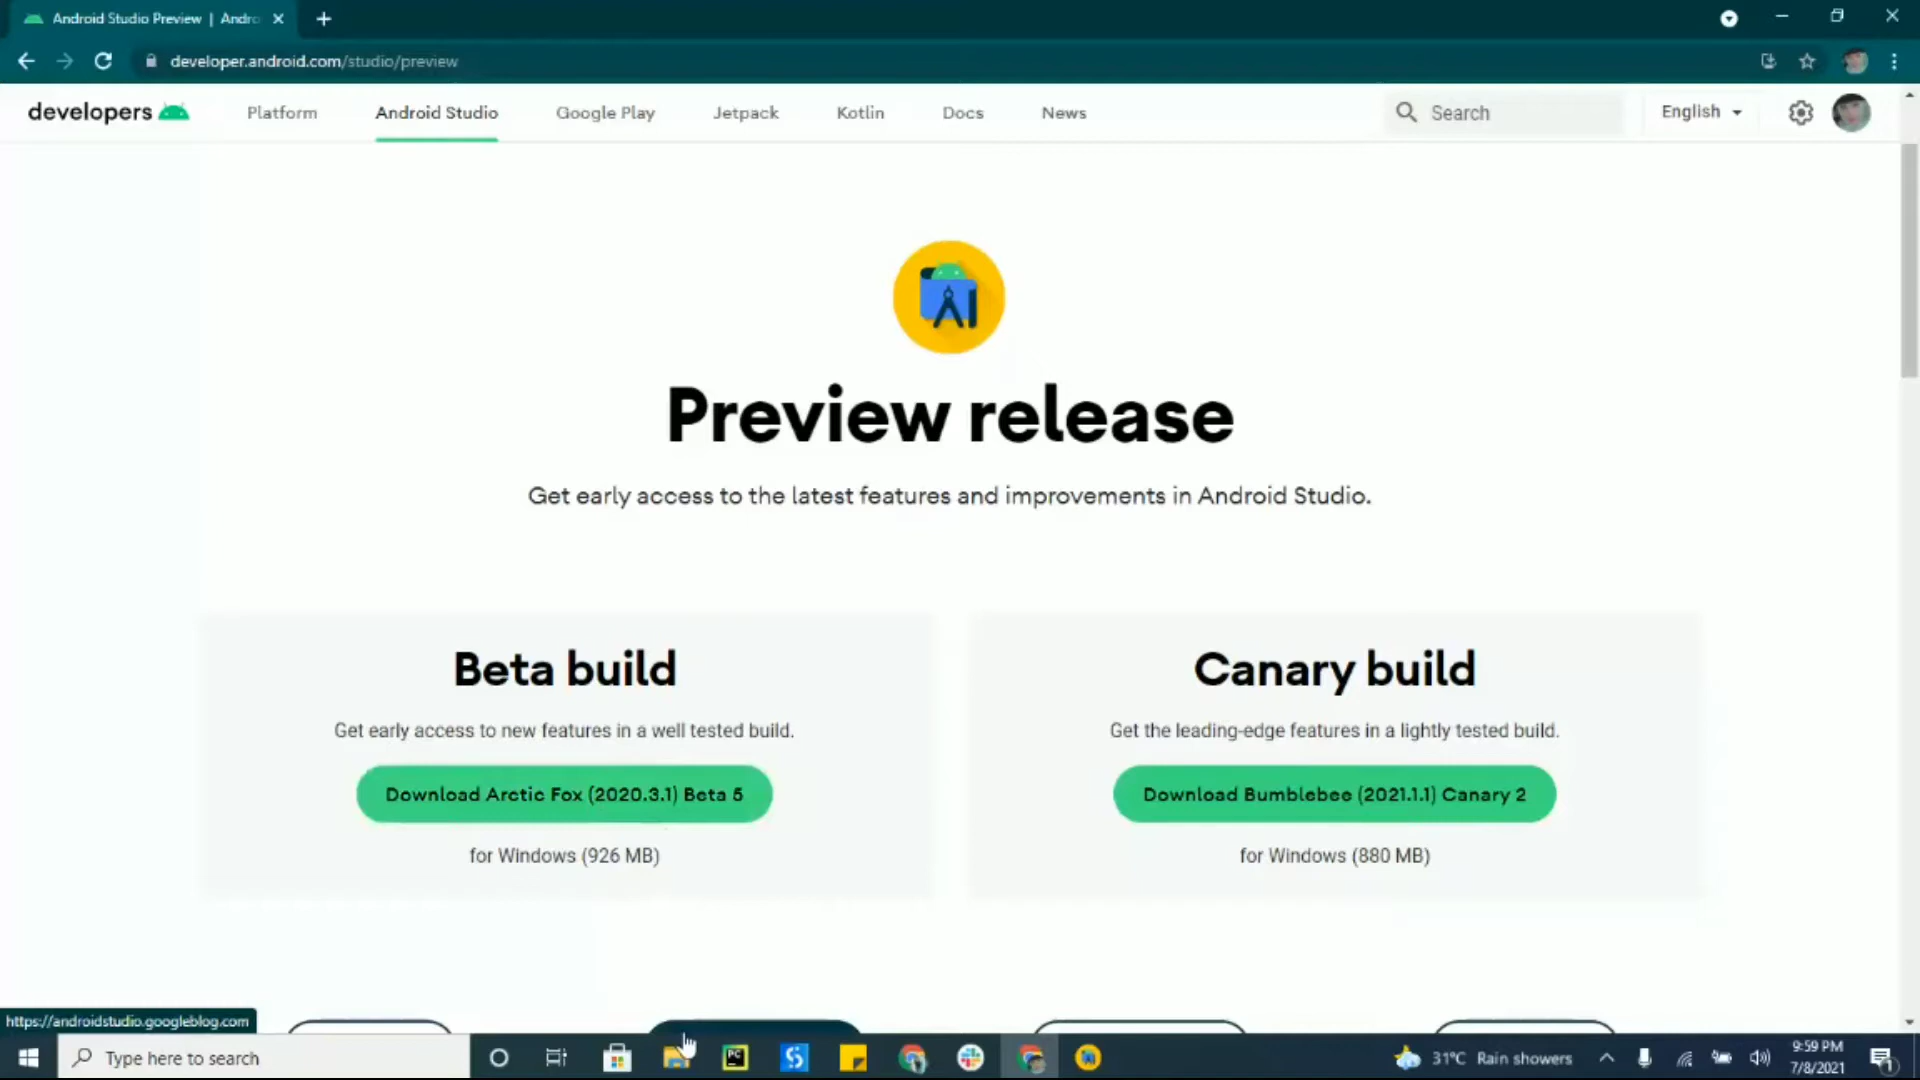 Android Studio Preview | Andro
developer.android.com/studio/preview
developers
Platform
Android Studio
Google Play
Jetpack
Kotlin
Docs
News
Search
English
Preview release
Get early access to the latest features and improvements in Android Studio.
Beta build
Get early access to new features in a well tested build.
Download Arctic Fox (2020.3.1) Beta 5
for Windows (926 MB)
Canary build
Get the leading-edge features in a lightly tested build.
Download Bumblebee (2021.1.1) Canary 2
for Windows (880 MB)
https://androidstudio.googleblog.com
Type here to search
PC
31°C Rain showers
9:59 PM
7/8/2021
1